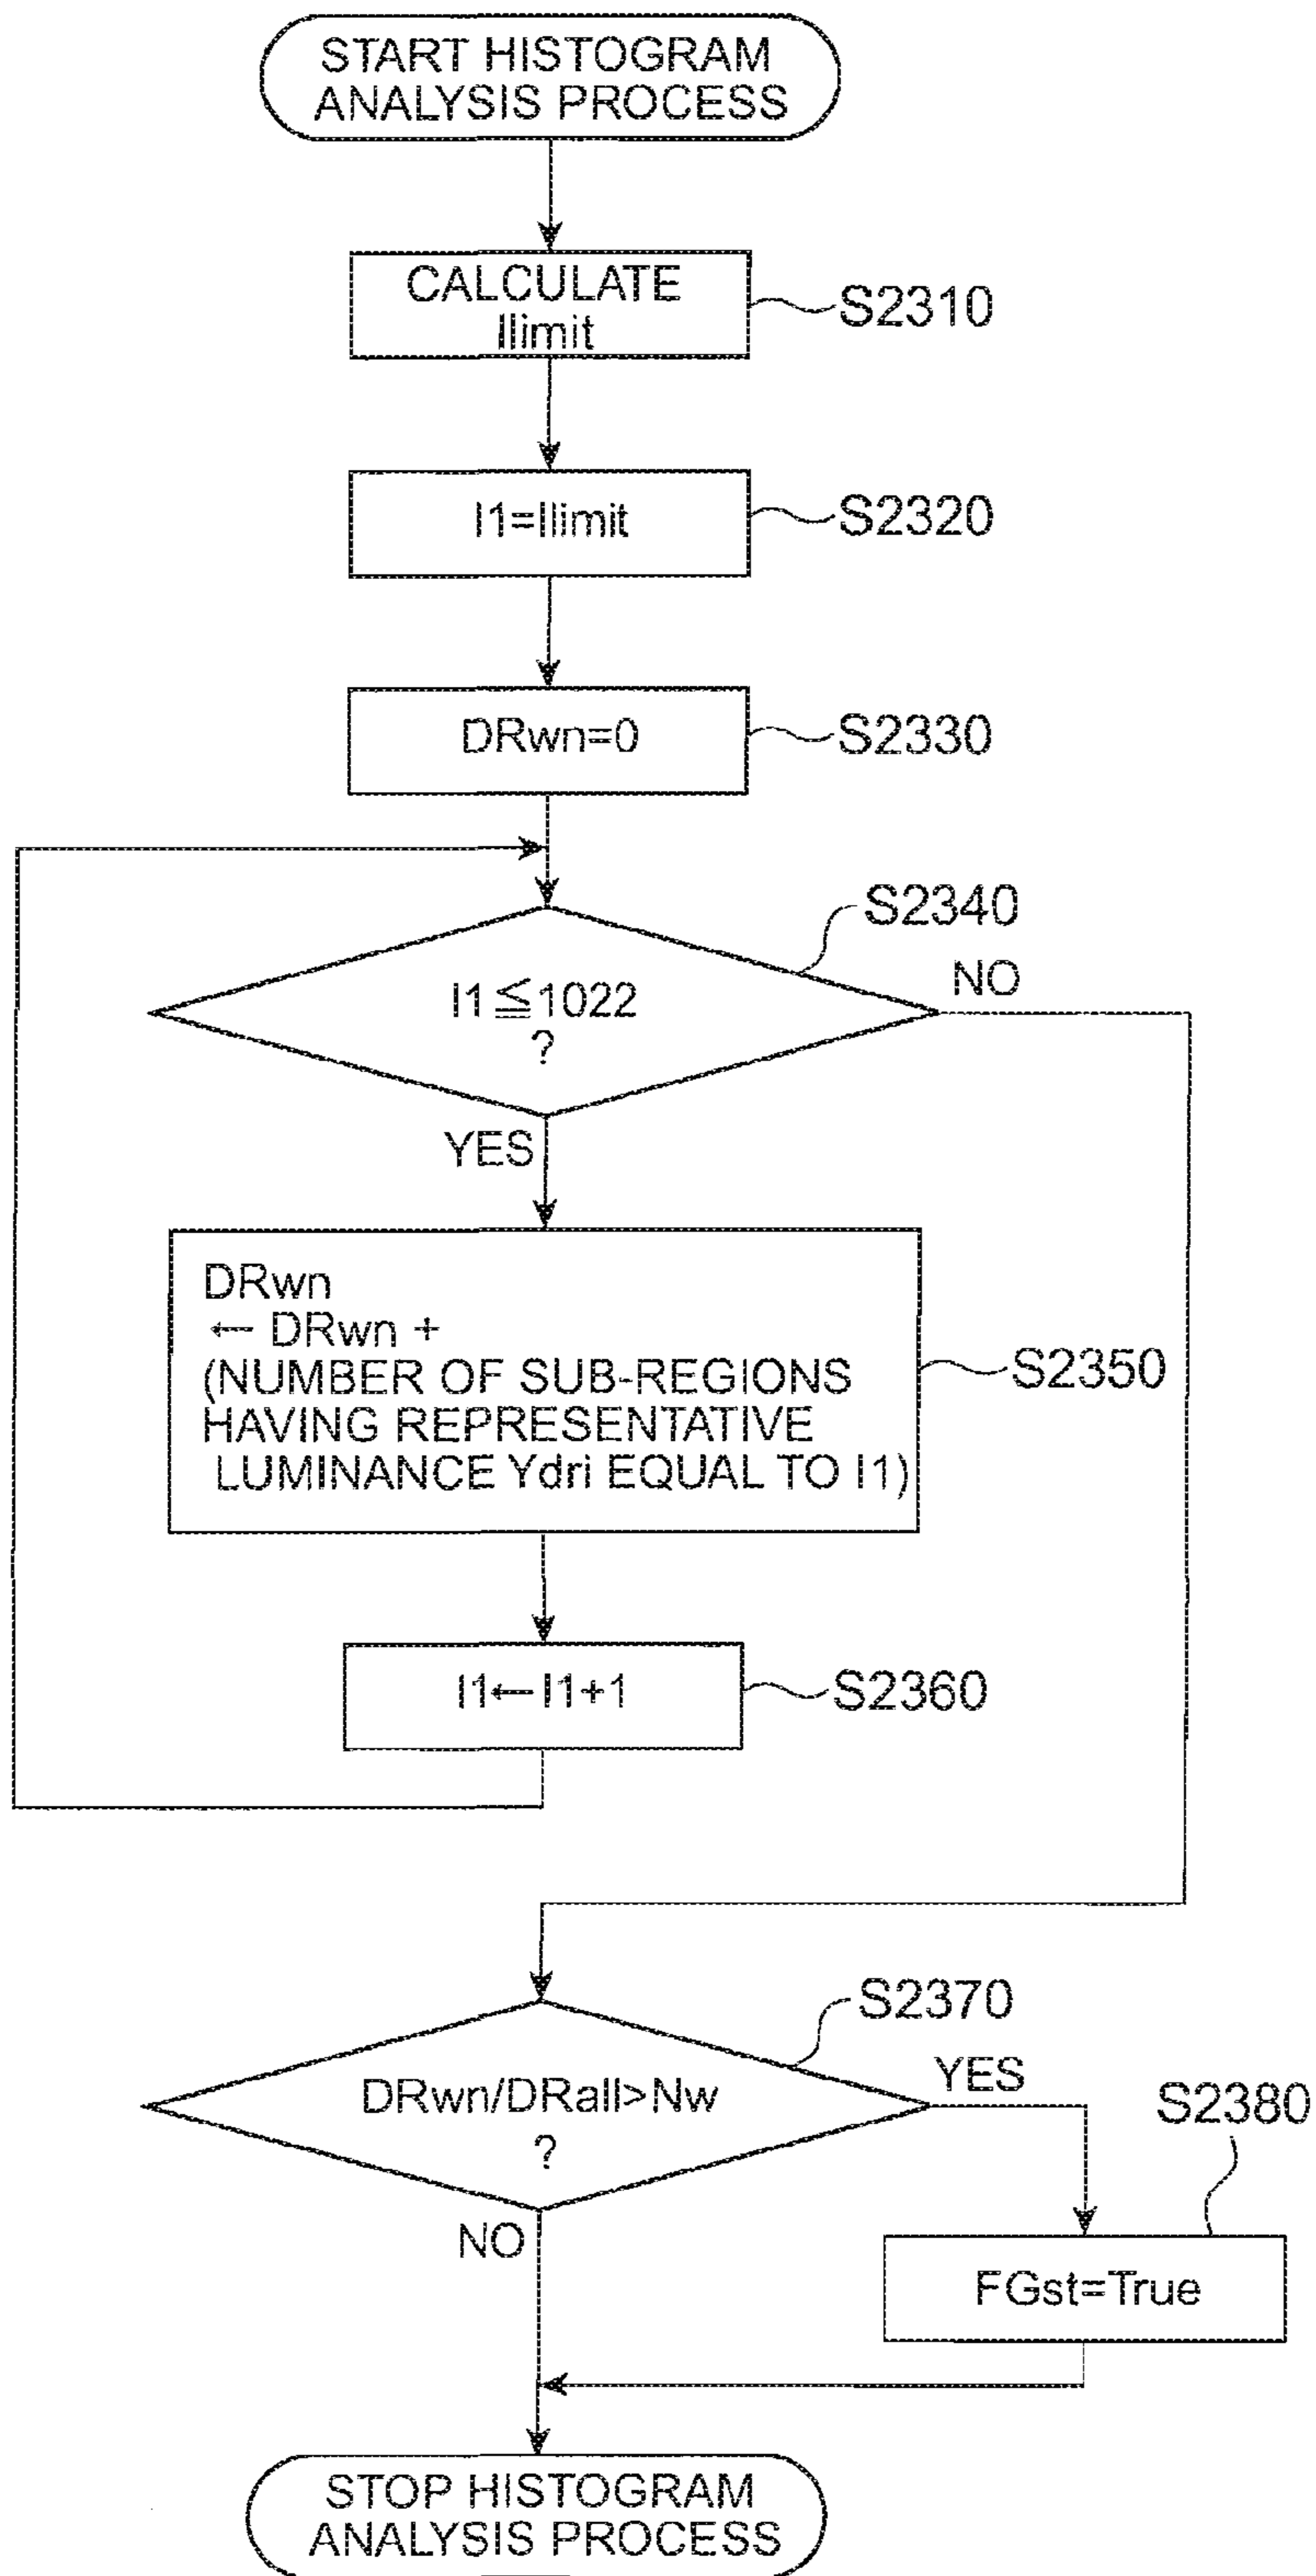 START HISTOGRAM
ANALYSIS PROCESS
CALCULATE
Ilimit
S2310
I1=Ilimit
S2320
DRwn=0
S2330
S2340
I1≦1022
?
NO
YES
DRwn
← DRwn +
(NUMBER OF SUB-REGIONS
HAVING REPRESENTATIVE
LUMINANCE Ydri EQUAL TO I1)
S2350
I1←I1+1
S2360
S2370
DRwn/DRall>Nw
?
YES
S2380
NO
FGst=True
STOP HISTOGRAM
ANALYSIS PROCESS